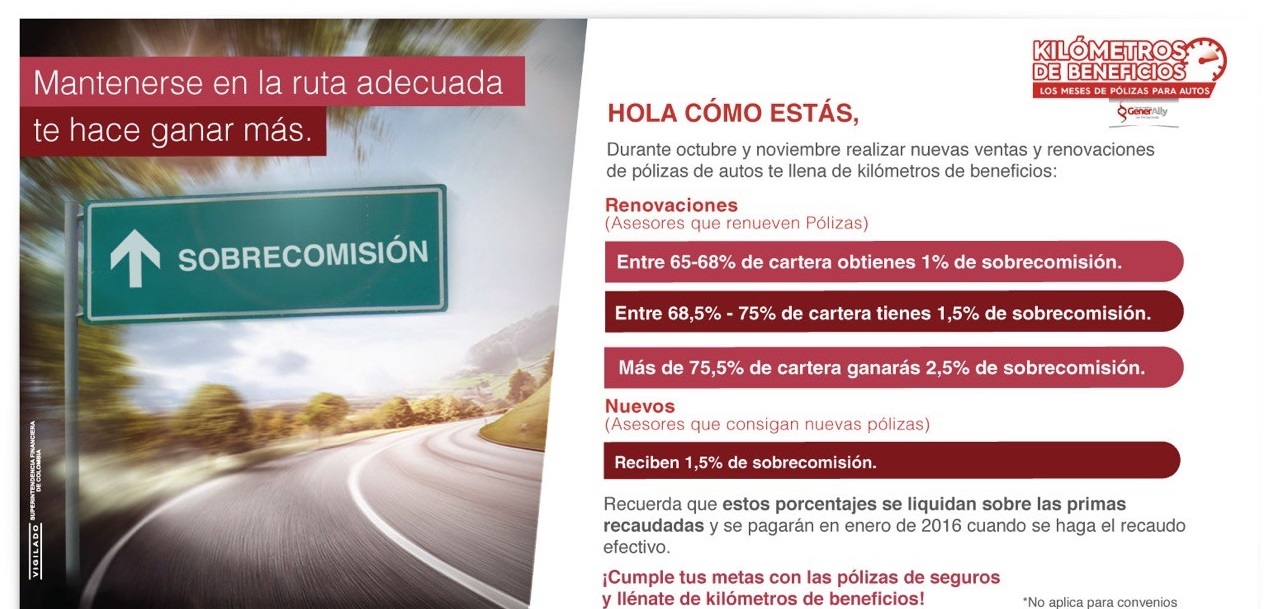 Mantenerse en la ruta adecuada
te hace ganar más.
SOBRECOMISIÓN
VIGILADO
SUPERINTENDENCIA FINANCIERA
DE COLOMBIA
KILÓMETROS
DE BENEFICIOS
LOS MESES DE PÓLIZAS PARA AUTOS
GenerAlly
HOLA CÓMO ESTÁS,
Durante octubre y noviembre realizar nuevas ventas y renovaciones
de pólizas de autos te llena de kilómetros de beneficios:
Renovaciones
(Asesores que renueven Pólizas)
Entre 65-68% de cartera obtienes 1% de sobrecomisión.
Entre 68,5% - 75% de cartera tienes 1,5% de sobrecomisión.
Más de 75,5% de cartera ganarás 2,5% de sobrecomisión.
Nuevos
(Asesores que consigan nuevas pólizas)
Reciben 1,5% de sobrecomisión.
Recuerda que estos porcentajes se liquidan sobre las primas
recaudadas y se pagarán en enero de 2016 cuando se haga el recaudo
efectivo.
¡Cumple tus metas con las pólizas de seguros
y llénate de kilómetros de beneficios!
*No aplica para convenios